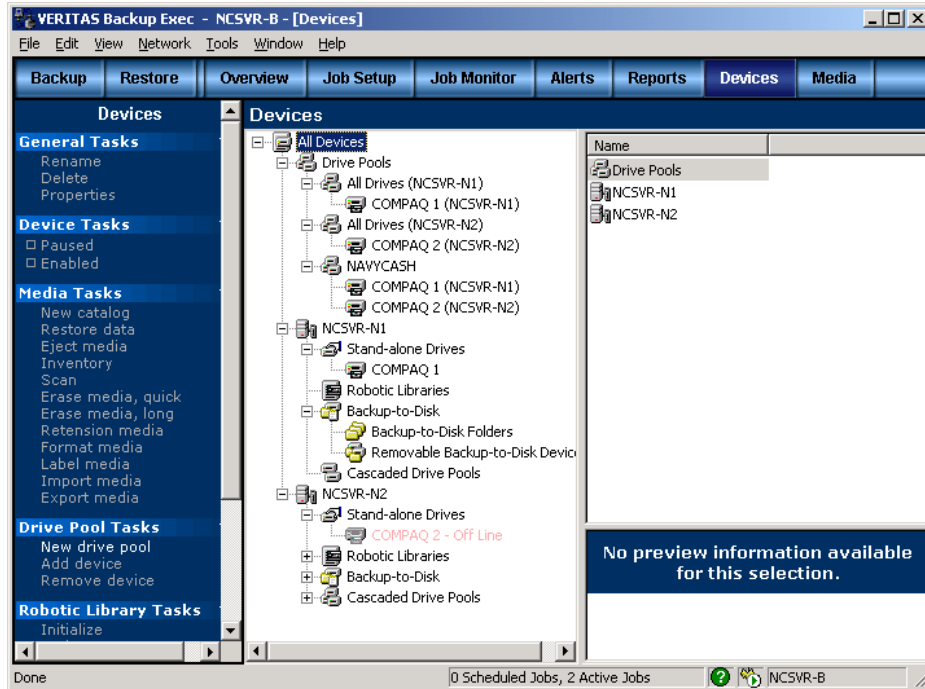 VERITAS Backup Exec - NCSVR-B - [Devices]
File Edit View Network Tools Window Help
Backup Restore Overview Job Setup Job Monitor Alerts Reports Devices Media
Devices
General Tasks
Rename
Delete
Properties
Device Tasks
Paused
Enabled
Media Tasks
New catalog
Restore data
Eject media
Inventory
Scan
Erase media, quick
Erase media, long
Retension media
Format media
Label media
Import media
Export media
Drive Pool Tasks
New drive pool
Add device
Remove device
Robotic Library Tasks
Initialize
Devices
All Devices
Drive Pools
All Drives (NCSVR-N1)
COMPAQ 1 (NCSVR-N1)
All Drives (NCSVR-N2)
COMPAQ 2 (NCSVR-N2)
NAVYCASH
COMPAQ 1 (NCSVR-N1)
COMPAQ 2 (NCSVR-N2)
NCSVR-N1
Stand-alone Drives
COMPAQ 1
Robotic Libraries
Backup-to-Disk
Backup-to-Disk Folders
Removable Backup-to-Disk Devic
Cascaded Drive Pools
NCSVR-N2
Stand-alone Drives
COMPAQ 2 - Off Line
Robotic Libraries
Backup-to-Disk
Cascaded Drive Pools
Name
Drive Pools
NCSVR-N1
NCSVR-N2
No preview information available
for this selection.
Done
0 Scheduled Jobs, 2 Active Jobs
NCSVR-B